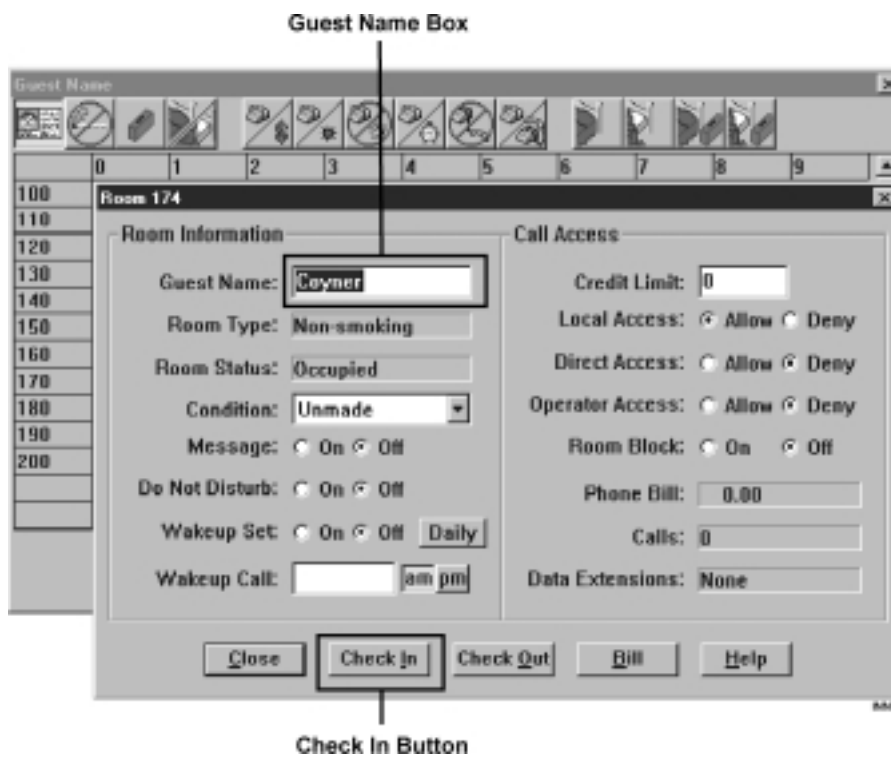 Guest Name Box
Guest Name
0 1 2 3 4 5 6 7 8 9
100
110
120
130
140
150
160
170
180
190
200
Room 174
Room Information
Guest Name: Coyner
Room Type: Non-smoking
Room Status: Occupied
Condition: Unmade
Message: On Off
Do Not Disturb: On Off
Wakeup Set: On Off Daily
Wakeup Call: am pm
Call Access
Credit Limit: 0
Local Access: Allow Deny
Direct Access: Allow Deny
Operator Access: Allow Deny
Room Block: On Off
Phone Bill: 0.00
Calls: 0
Data Extensions: None
Close Check In Check Out Bill Help
Check In Button